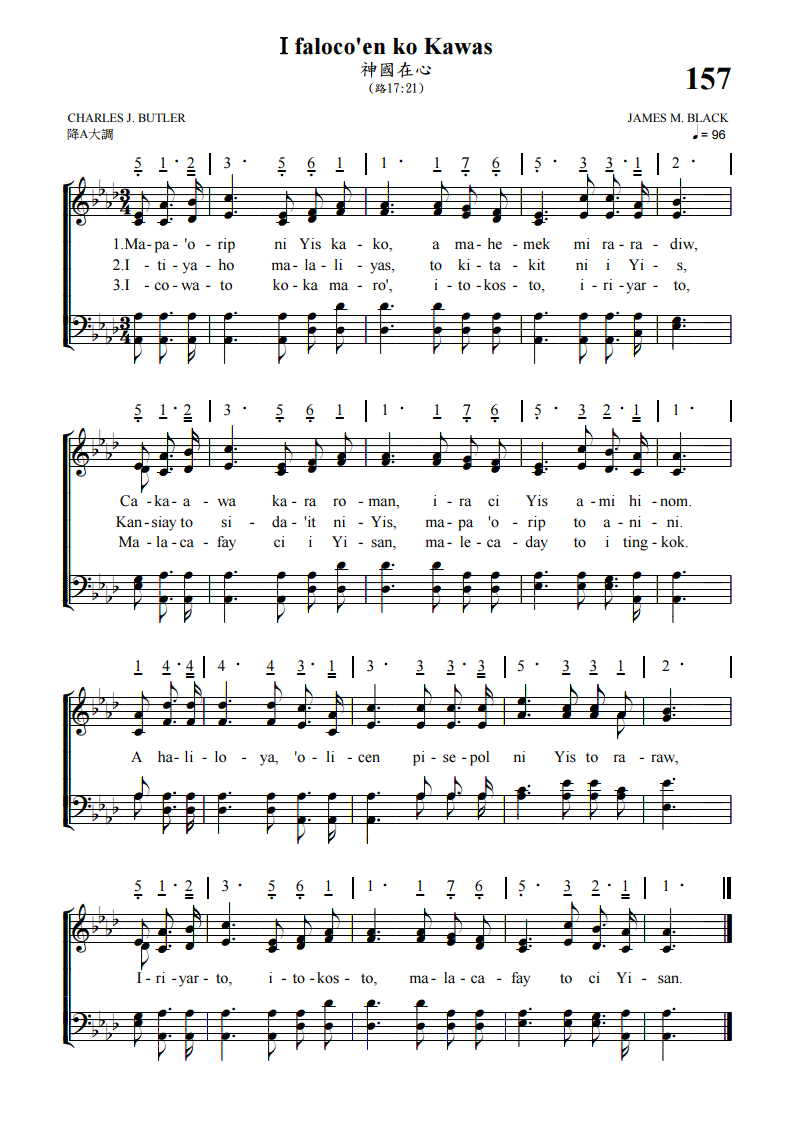 I faloco'en ko Kawas
神國在心
(路17:21)
157
CHARLES J. BUTLER
JAMES M. BLACK
降A大調
♩= 96
5 1 · 2 | 3 · 5 6 1 | 1 · 1 7 6 | 5 · 3 3 · 1 | 2 · |
1.Ma-pa-'o-rip ni Yis ka-ko, a ma-he-mek mi-ra-ra-diw,
2.I-ti-ya-ho ma-la-li-yas, to ki-ta-kit ni i Yi-s,
3.I-co-wa-to ko-ka ma-ro', i-to-kos-to, i-ri-yar-to,
5 1 · 2 | 3 · 5 6 1 | 1 · 1 7 6 | 5 · 3 2 · 1 | 1 · |
Ca-ka-a-wa ka-ra ro-man, i-ra ci Yis a-mi hi-nom.
Kan-siay to si-da-'it ni-Yis, ma-pa 'o-rip to a-ni-ni.
Ma-la-ca-fay ci i Yi-san, ma-le-ca-day to i ting-kok.
1 4 · 4 | 4 · 4 3 · 1 | 3 · 3 3 · 3 | 5 · 3 3 1 | 2 · |
A ha-li-lo-ya, 'o-li-cen pi-se-pol ni Yis to ra-raw,
5 1 · 2 | 3 · 5 6 1 | 1 · 1 7 6 | 5 · 3 2 · 1 | 1 ·
I-ri-yar-to, i-to-kos-to, ma-la-ca-fay to ci Yi-san.